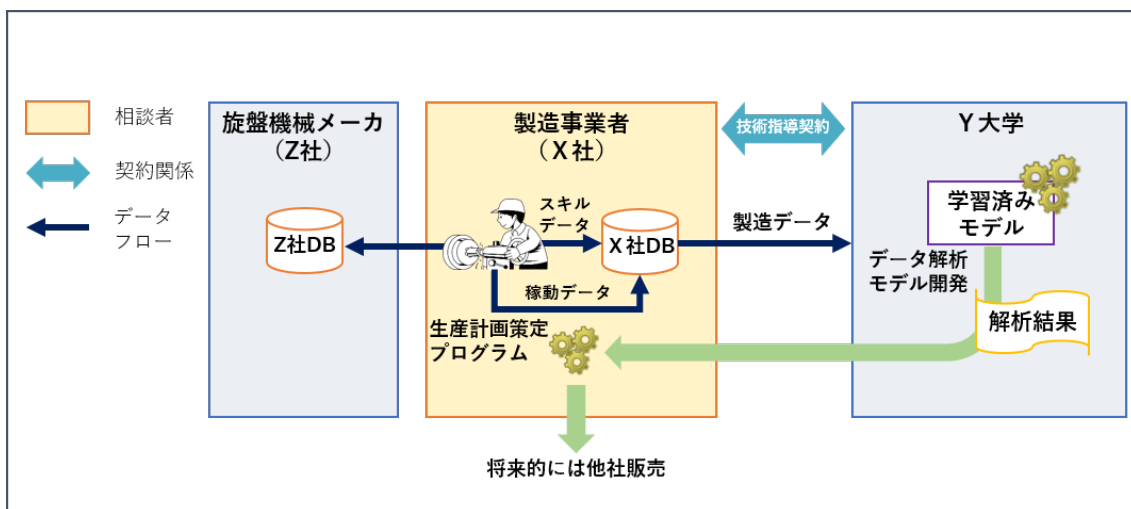 相談者
契約関係
データ
フロー
旋盤機械メーカ
（Z社）
Z社DB
製造事業者
（X社）
スキル
データ
X社DB
稼動データ
生産計画策定
プログラム
将来的には他社販売
技術指導契約
製造データ
Y大学
学習済み
モデル
データ解析
モデル開発
解析結果